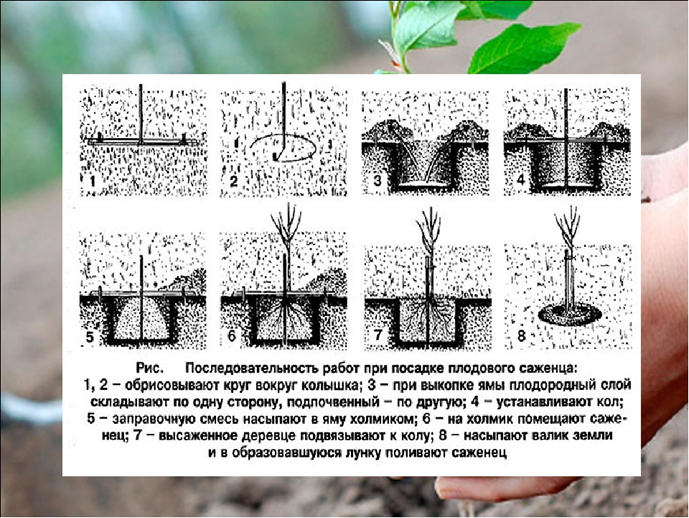 1
2
3
4
5
6
7
8
Рис. Последовательность работ при посадке плодового саженца:
1, 2 – обрисовывают круг вокруг колышка; 3 – при выкопке ямы плодородный слой
складывают по одну сторону, подпочвенный – по другую; 4 – устанавливают кол;
5 – заправочную смесь насыпают в яму холмиком; 6 – на холмик помещают саже-
нец; 7 – высаженное деревце подвязывают к колу; 8 – насыпают валик земли
и в образовавшуюся лунку поливают саженец